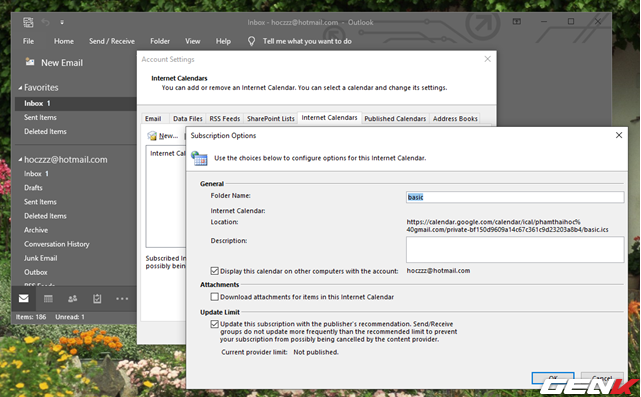 Inbox - hoczzz@hotmail.com - Outlook
File Home Send / Receive Folder View Help Tell me what you want to do
New Email
Favorites
Inbox 1
Sent Items
Deleted Items
hoczzz@hotmail.com
Inbox 1
Drafts
Sent Items
Deleted Items
Archive
Conversation History
Junk Email
Outbox
RSS Feeds
Items: 186 Unread: 1
Account Settings
Internet Calendars
You can add or remove an Internet Calendar. You can select a calendar and change its settings.
Email Data Files RSS Feeds SharePoint Lists Internet Calendars Published Calendars Address Books
New...
Internet Cal
Subscribed In
possibly bein
Subscription Options
Use the choices below to configure options for this Internet Calendar.
General
Folder Name: basic
Internet Calendar:
Location: https://calendar.google.com/calendar/ical/phamthaihoc%
40gmail.com/private-bf150d9609a14c67c361c9d23203a8b4/basic.ics
Description:
Display this calendar on other computers with the account: hoczzz@hotmail.com
Attachments
Download attachments for items in this Internet Calendar
Update Limit
Update this subscription with the publisher's recommendation. Send/Receive
groups do not update more frequently than the recommended limit to prevent
your subscription from possibly being cancelled by the content provider.
Current provider limit: Not published.
OK Cancel
GENK